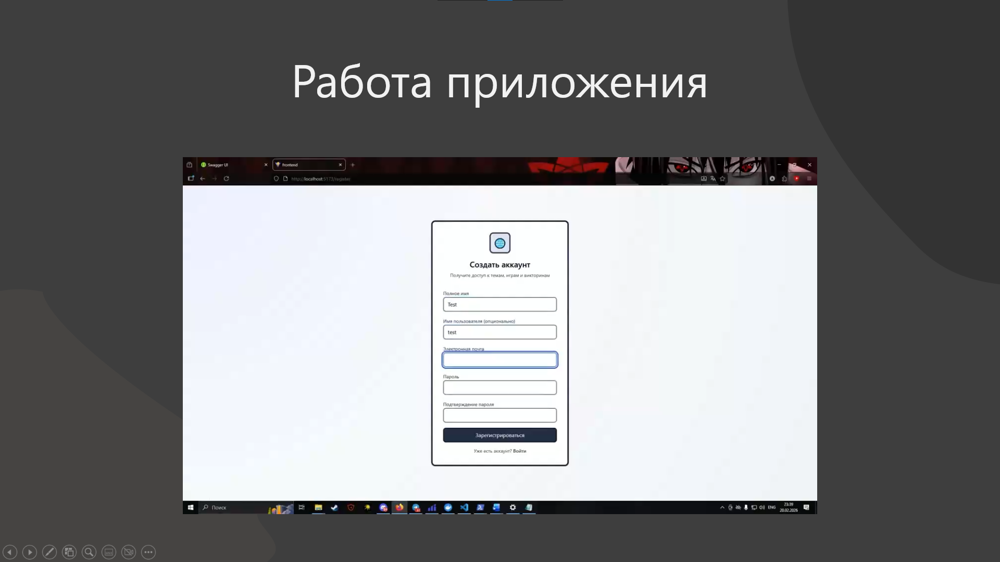 Работа приложения
Swagger UI
frontend
http://localhost:5173/register
Создать аккаунт
Получите доступ к темам, играм и викторинам
Полное имя
Test
Имя пользователя (опционально)
test
Электронная почта
Пароль
Подтверждение пароля
Зарегистрироваться
Уже есть аккаунт? Войти
Поиск
ENG
23:39
20.02.2026